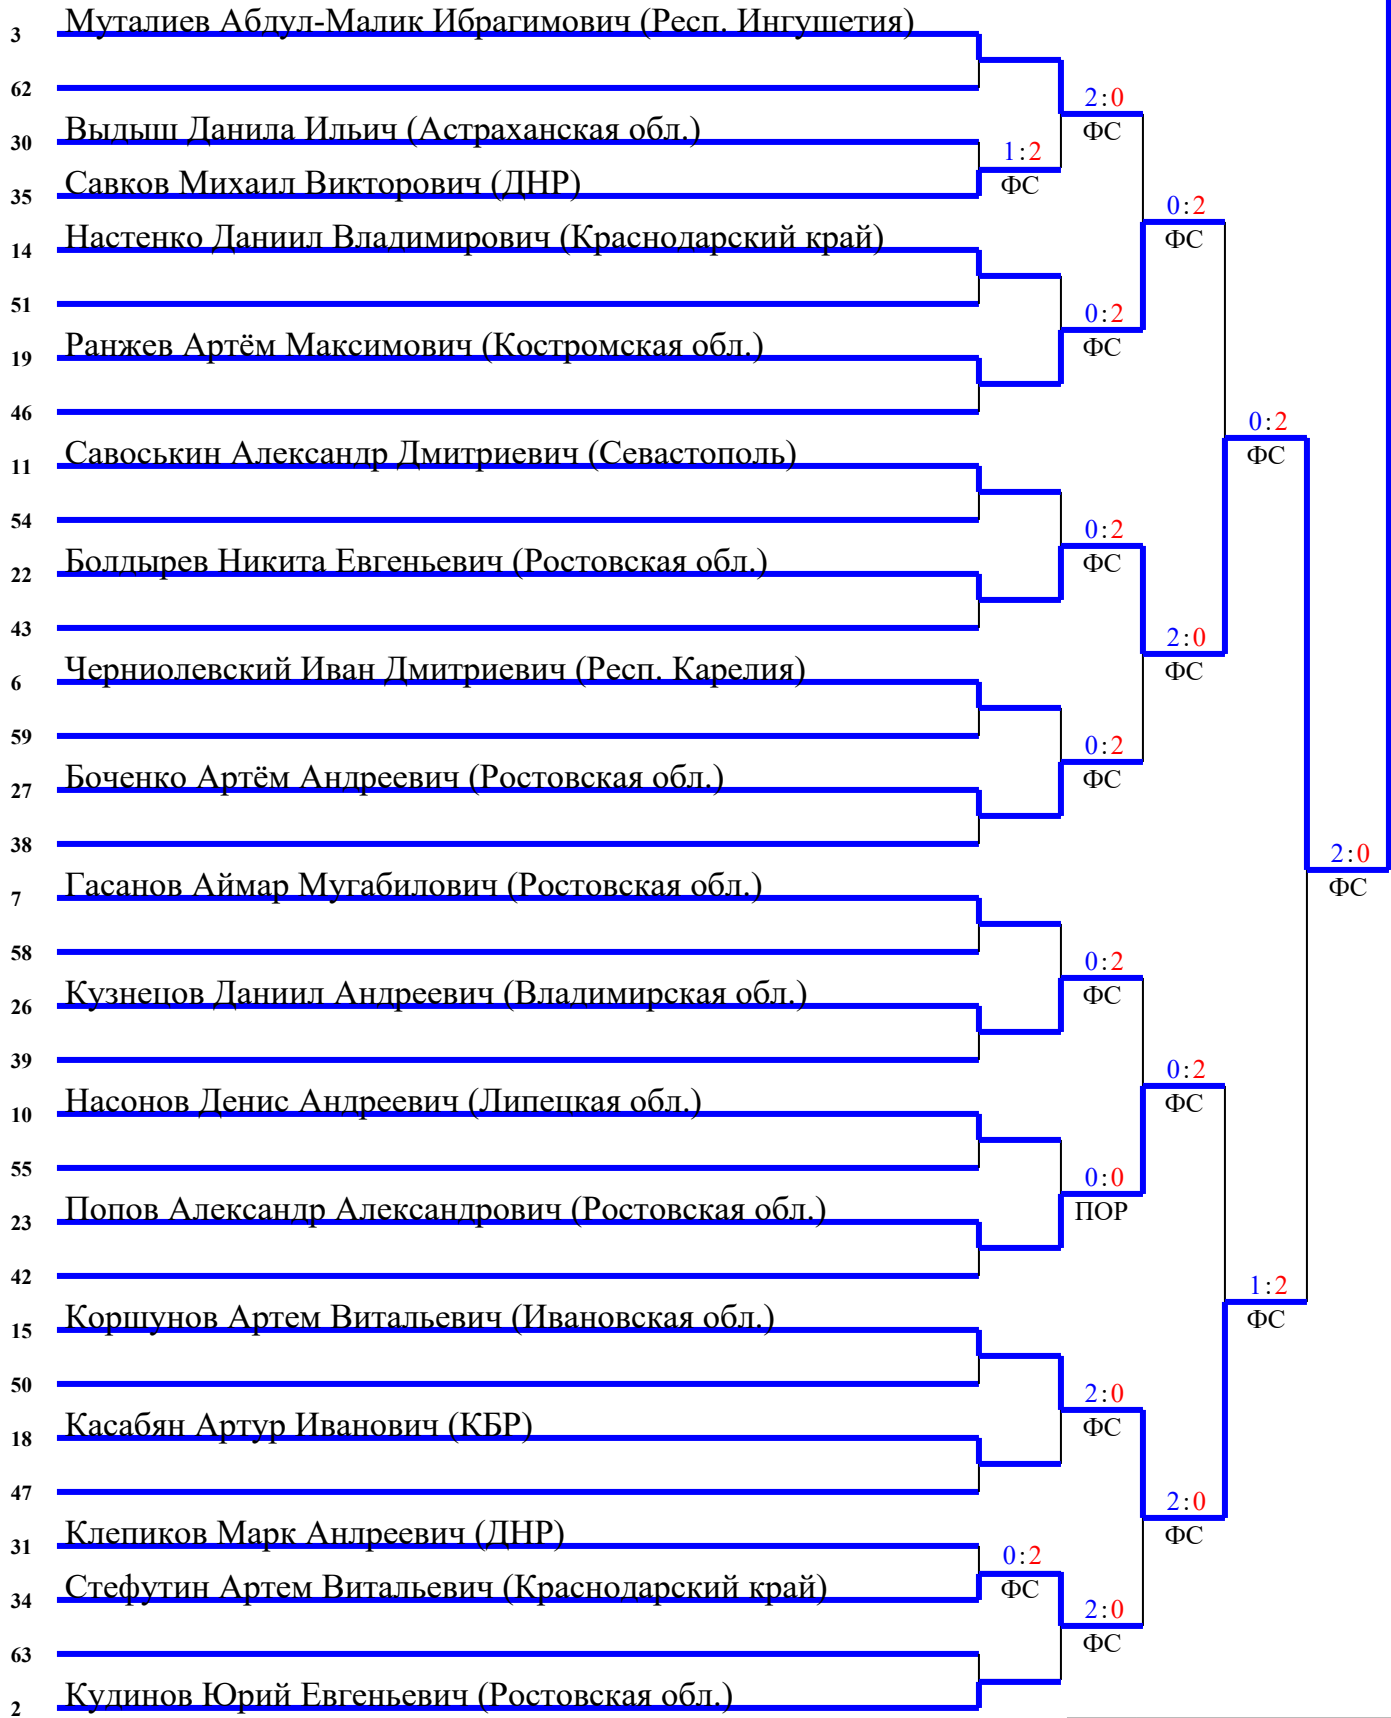 3 Муталиев Абдул-Малик Ибрагимович (Респ. Ингушетия)
62
2:0
ФС
30 Выдыш Данила Ильич (Астраханская обл.)
1:2
ФС
35 Савков Михаил Викторович (ДНР)
0:2
ФС
14 Настенко Даниил Владимирович (Краснодарский край)
51
0:2
ФС
19 Ранжев Артём Максимович (Костромская обл.)
46
0:2
ФС
11 Савоськин Александр Дмитриевич (Севастополь)
54
0:2
ФС
22 Болдырев Никита Евгеньевич (Ростовская обл.)
43
2:0
ФС
6 Черниолевский Иван Дмитриевич (Респ. Карелия)
59
0:2
ФС
27 Боченко Артём Андреевич (Ростовская обл.)
38
2:0
ФС
7 Гасанов Аймар Мугабилович (Ростовская обл.)
58
0:2
ФС
26 Кузнецов Даниил Андреевич (Владимирская обл.)
39
0:2
ФС
10 Насонов Денис Андреевич (Липецкая обл.)
55
0:0
ПОР
23 Попов Александр Александрович (Ростовская обл.)
42
1:2
ФС
15 Коршунов Артем Витальевич (Ивановская обл.)
50
2:0
ФС
18 Касабян Артур Иванович (КБР)
47
2:0
ФС
31 Клепиков Марк Анлреевич (ДНР)
0:2
ФС
34 Стефутин Артем Витальевич (Краснодарский край)
2:0
ФС
63
2 Кудинов Юрий Евгеньевич (Ростовская обл.)